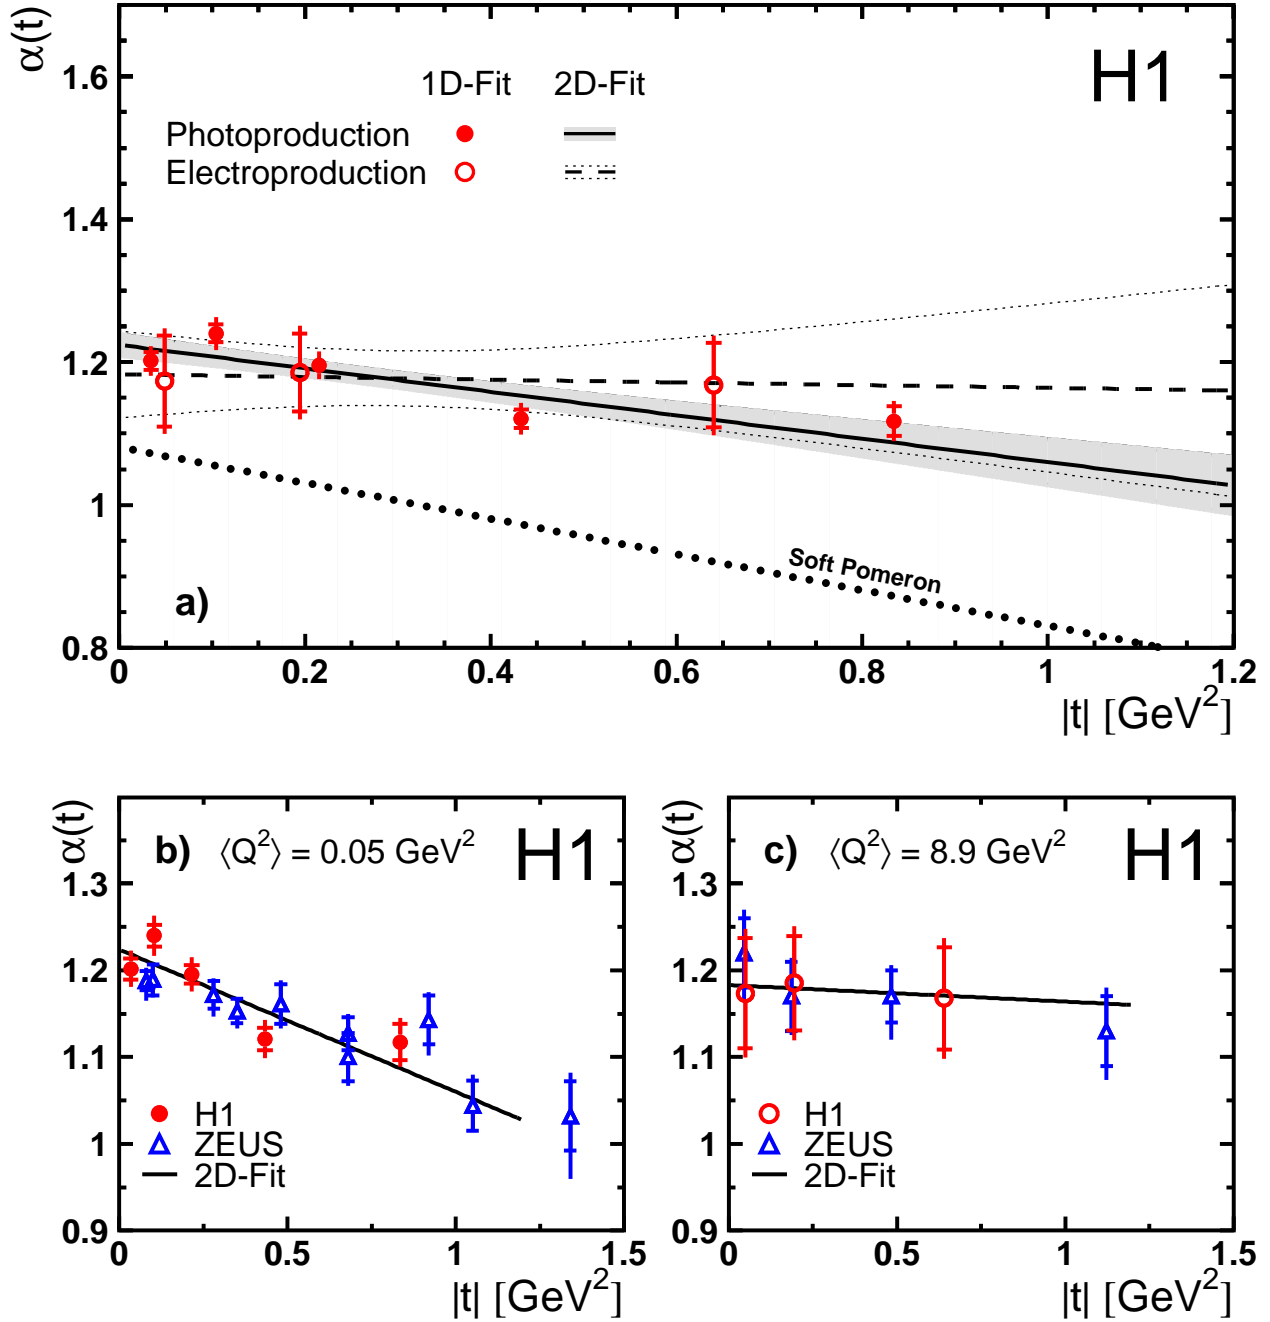 α(t)
H1
1D-Fit 2D-Fit
Photoproduction
Electroproduction
1.6
1.4
1.2
1
0.8
Soft Pomeron
a)
0 0.2 0.4 0.6 0.8 1 1.2
|t| [GeV²]
α(t)
b) ⟨Q²⟩ = 0.05 GeV² H1
1.3
1.2
1.1
1
0.9
H1
ZEUS
2D-Fit
0 0.5 1 1.5
|t| [GeV²]
α(t)
c) ⟨Q²⟩ = 8.9 GeV² H1
1.3
1.2
1.1
1
0.9
H1
ZEUS
2D-Fit
0 0.5 1 1.5
|t| [GeV²]